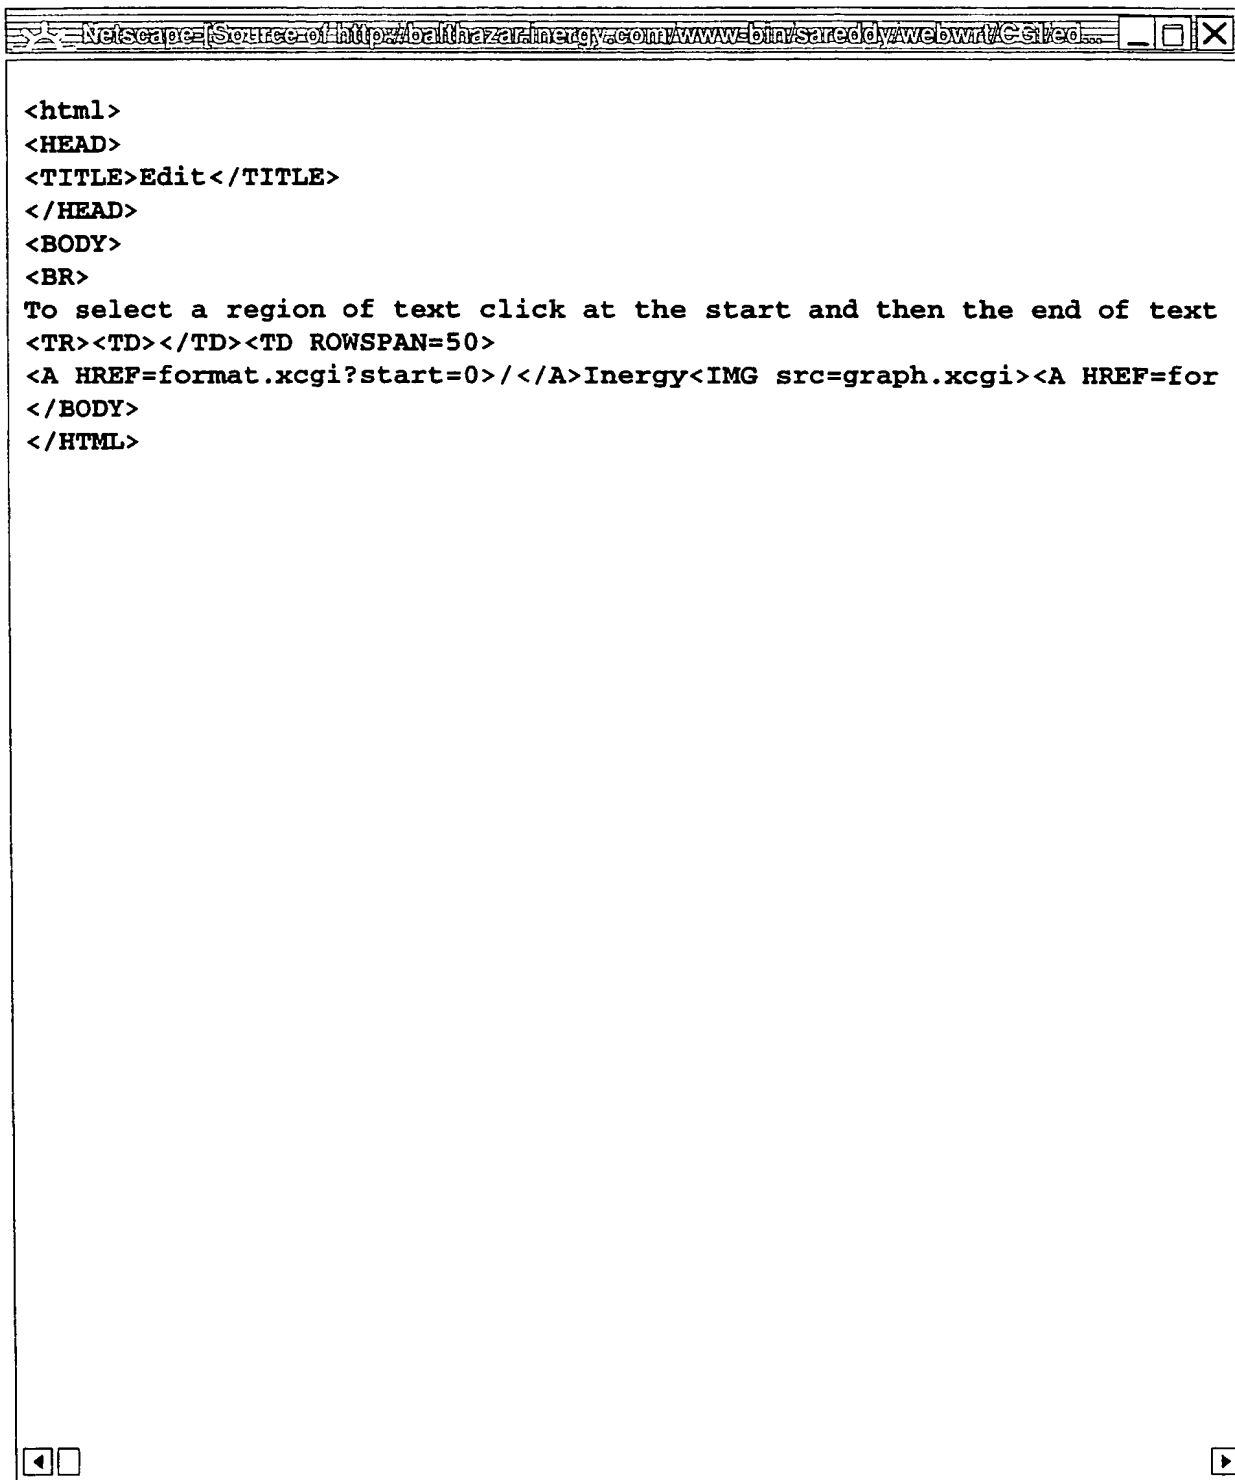 Netscape-[Source of http://balthazar.inergy.com/www-bin/sareddy/webwrt/CGI/ed...
<html>
<HEAD>
<TITLE>Edit</TITLE>
</HEAD>
<BODY>
<BR>
To select a region of text click at the start and then the end of text
<TR><TD></TD><TD ROWSPAN=50>
<A HREF=format.xcgi?start=0>/</A>Inergy<IMG src=graph.xcgi><A HREF=for
</BODY>
</HTML>